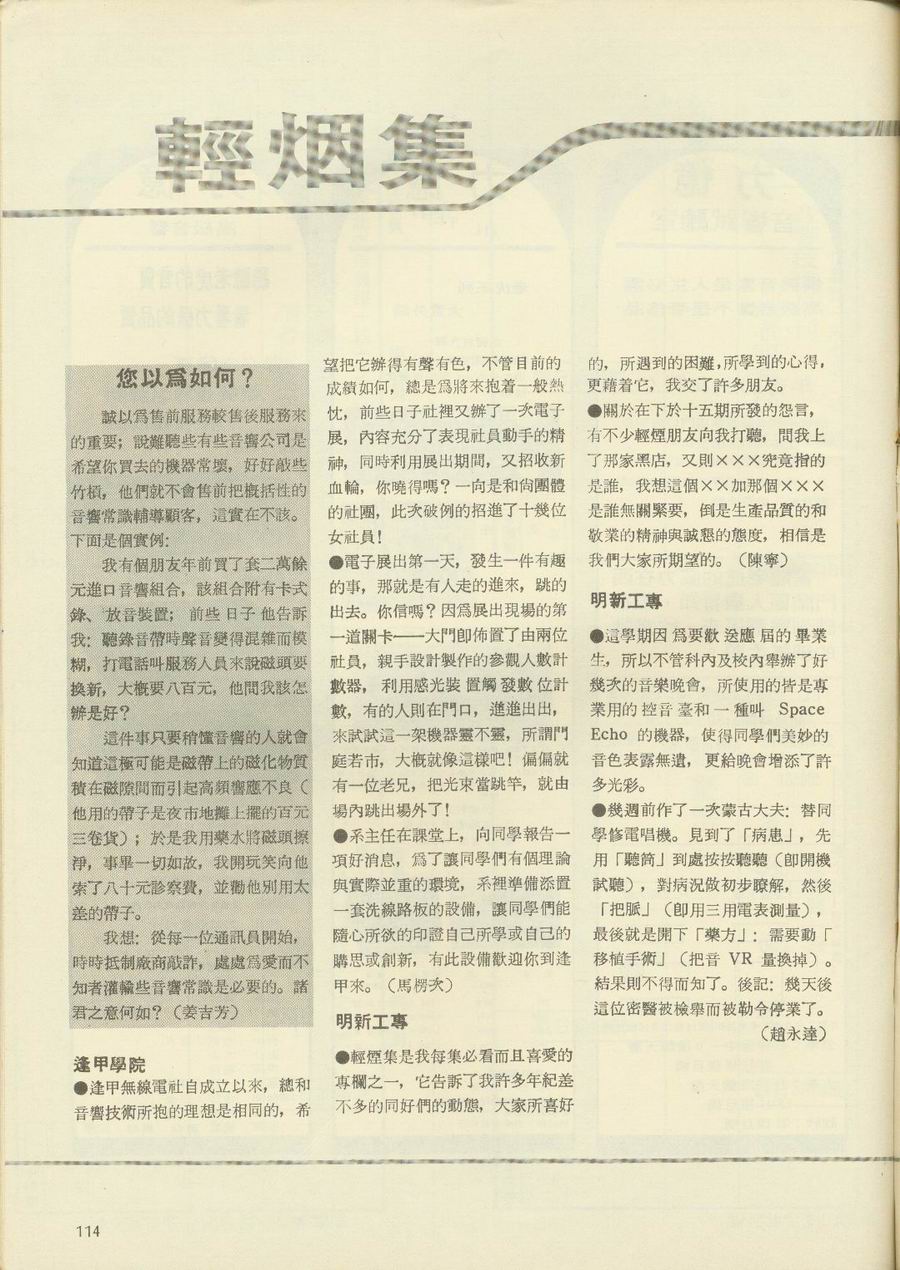 輕烟集
您以爲如何？
誠以爲售前服務較售後服務來
的重要；說難聽些有些音響公司是
希望你買去的機器常壞，好好敲些
竹槓，他們就不會售前把概括性的
音響常識輔導顧客，這實在不該。
下面是個實例：
我有個朋友年前買了套二萬餘
元進口音響組合，該組合附有卡式
錄、放音裝置；前些日子他告訴
我：聽錄音帶時聲音變得混雜而模
糊，打電話叫服務人員來說磁頭要
換新，大概要八百元，他問我該怎
辦是好？
這件事只要稍懂音響的人就會
知道這極可能是磁帶上的磁化物質
積在磁隙間而引起高頻響應不良（
他用的帶子是夜市地攤上擺的百元
三卷貨）；於是我用藥水將磁頭擦
淨，事畢一切如故，我開玩笑向他
索了八十元診察費，並勸他別用太
差的帶子。
我想：從每一位通訊員開始，
時時抵制廠商敲詐，處處爲愛而不
知者灌輸些音響常識是必要的。諸
君之意何如？（姜吉芳）
逢甲學院
●逢甲無線電社自成立以來，總和
音響技術所抱的理想是相同的，希
望把它辦得有聲有色，不管目前的
成績如何，總是爲將來抱着一般熱
忱，前些日子社裡又辦了一次電子
展，內容充分了表現社員動手的精
神，同時利用展出期間，又招收新
血輪，你曉得嗎？一向是和尙團體
的社團，此次破例的招進了十幾位
女社員！
●電子展出第一天，發生一件有趣
的事，那就是有人走的進來，跳的
出去。你信嗎？因爲展出現場的第
一道關卡——大門卽佈置了由兩位
社員，親手設計製作的參觀人數計
數器，利用感光裝置觸發數位計
數，有的人則在門口，進進出出，
來試試這一架機器靈不靈，所謂門
庭若市，大概就像這樣吧！偏偏就
有一位老兄，把光束當跳竿，就由
場內跳出場外了！
●系主任在課堂上，向同學報告一
項好消息，爲了讓同學們有個理論
與實際並重的環境，系裡準備添置
一套洗線路板的設備，讓同學們能
隨心所欲的印證自己所學或自己的
購思或創新，有此設備歡迎你到逢
甲來。（馬楞次）
明新工專
●輕煙集是我每集必看而且喜愛的
專欄之一，它告訴了我許多年紀差
不多的同好們的動態，大家所喜好
的，所遇到的困難，所學到的心得，
更藉着它，我交了許多朋友。
●關於在下於十五期所發的怨言，
有不少輕煙朋友向我打聽，問我上
了那家黑店，又則×××究竟指的
是誰，我想這個××加那個×××
是誰無關緊要，倒是生產品質的和
敬業的精神與誠懇的態度，相信是
我們大家所期望的。（陳寧）
明新工專
●這學期因爲要歡送應屆的畢業
生，所以不管科內及校內舉辦了好
幾次的音樂晚會，所使用的皆是專
業用的控音臺和一種叫 Space
Echo 的機器，使得同學們美妙的
音色表露無遺，更給晚會增添了許
多光彩。
●幾週前作了一次蒙古大夫：替同
學修電唱機。見到了「病患」，先
用「聽筒」到處按按聽聽（卽開機
試聽），對病況做初步瞭解，然後
「把脈」（卽用三用電表測量），
最後就是開下「藥方」：需要動「
移植手術」（把音 VR 量換掉）。
結果則不得而知了。後記：幾天後
這位密醫被檢舉而被勒令停業了。
（趙永達）
114